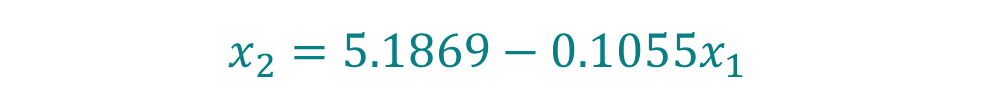 x₂ = 5.1869 − 0.1055x₁